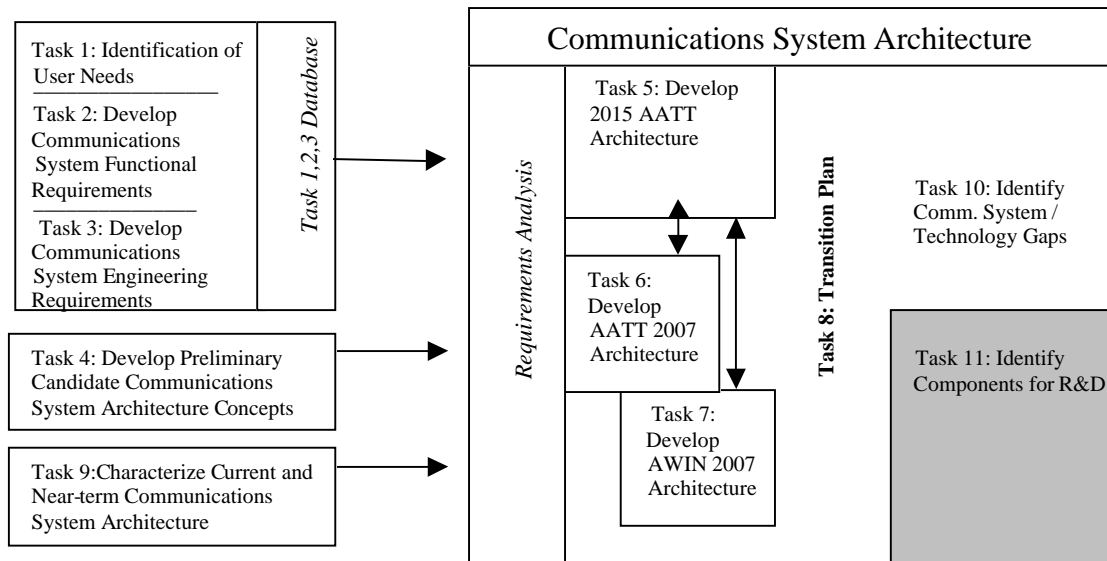 Task 1: Identification of
User Needs
Task 2: Develop
Communications
System Functional
Requirements
Task 3: Develop
Communications
System Engineering
Requirements
Task 1,2,3 Database
Task 4: Develop Preliminary
Candidate Communications
System Architecture Concepts
Task 9:Characterize Current and
Near-term Communications
System Architecture
Communications System Architecture
Requirements Analysis
Task 5: Develop
2015 AATT
Architecture
Task 6:
Develop
AATT 2007
Architecture
Task 7:
Develop
AWIN 2007
Architecture
Task 8: Transition Plan
Task 10: Identify
Comm. System /
Technology Gaps
Task 11: Identify
Components for R&D